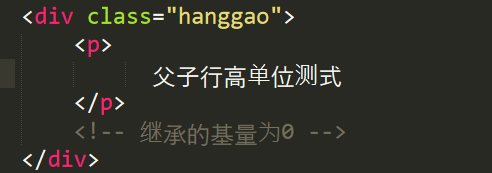 <div class="hanggao">
<p>
父子行高单位测式
</p>
<!-- 继承的基量为0 -->
</div>